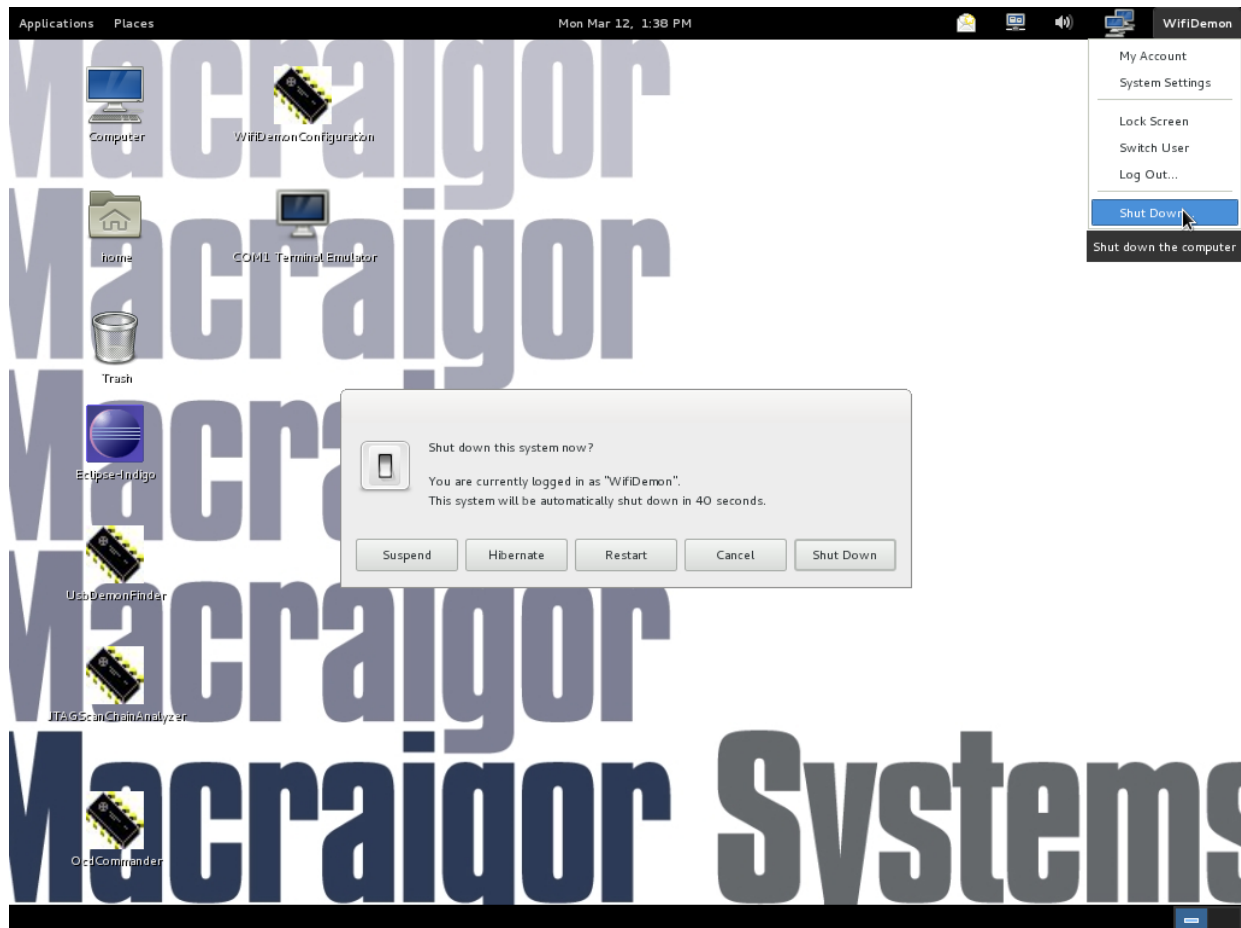 Applications Places Mon Mar 12, 1:38 PM WifiDemon
My Account
System Settings
Lock Screen
Switch User
Log Out...
Shut Down...
Shut down the computer
Computer
WifiDemonConfiguration
home
COM1 Terminal Emulator
Trash
Eclipse-Indigo
UsbDemonFinder
JTAGScanChainAnalyzer
OcdCommander
Shut down this system now?
You are currently logged in as "WifiDemon".
This system will be automatically shut down in 40 seconds.
Suspend Hibernate Restart Cancel Shut Down
Macraigor
Macraigor
Macraigor
Macraigor
Macraigor Systems